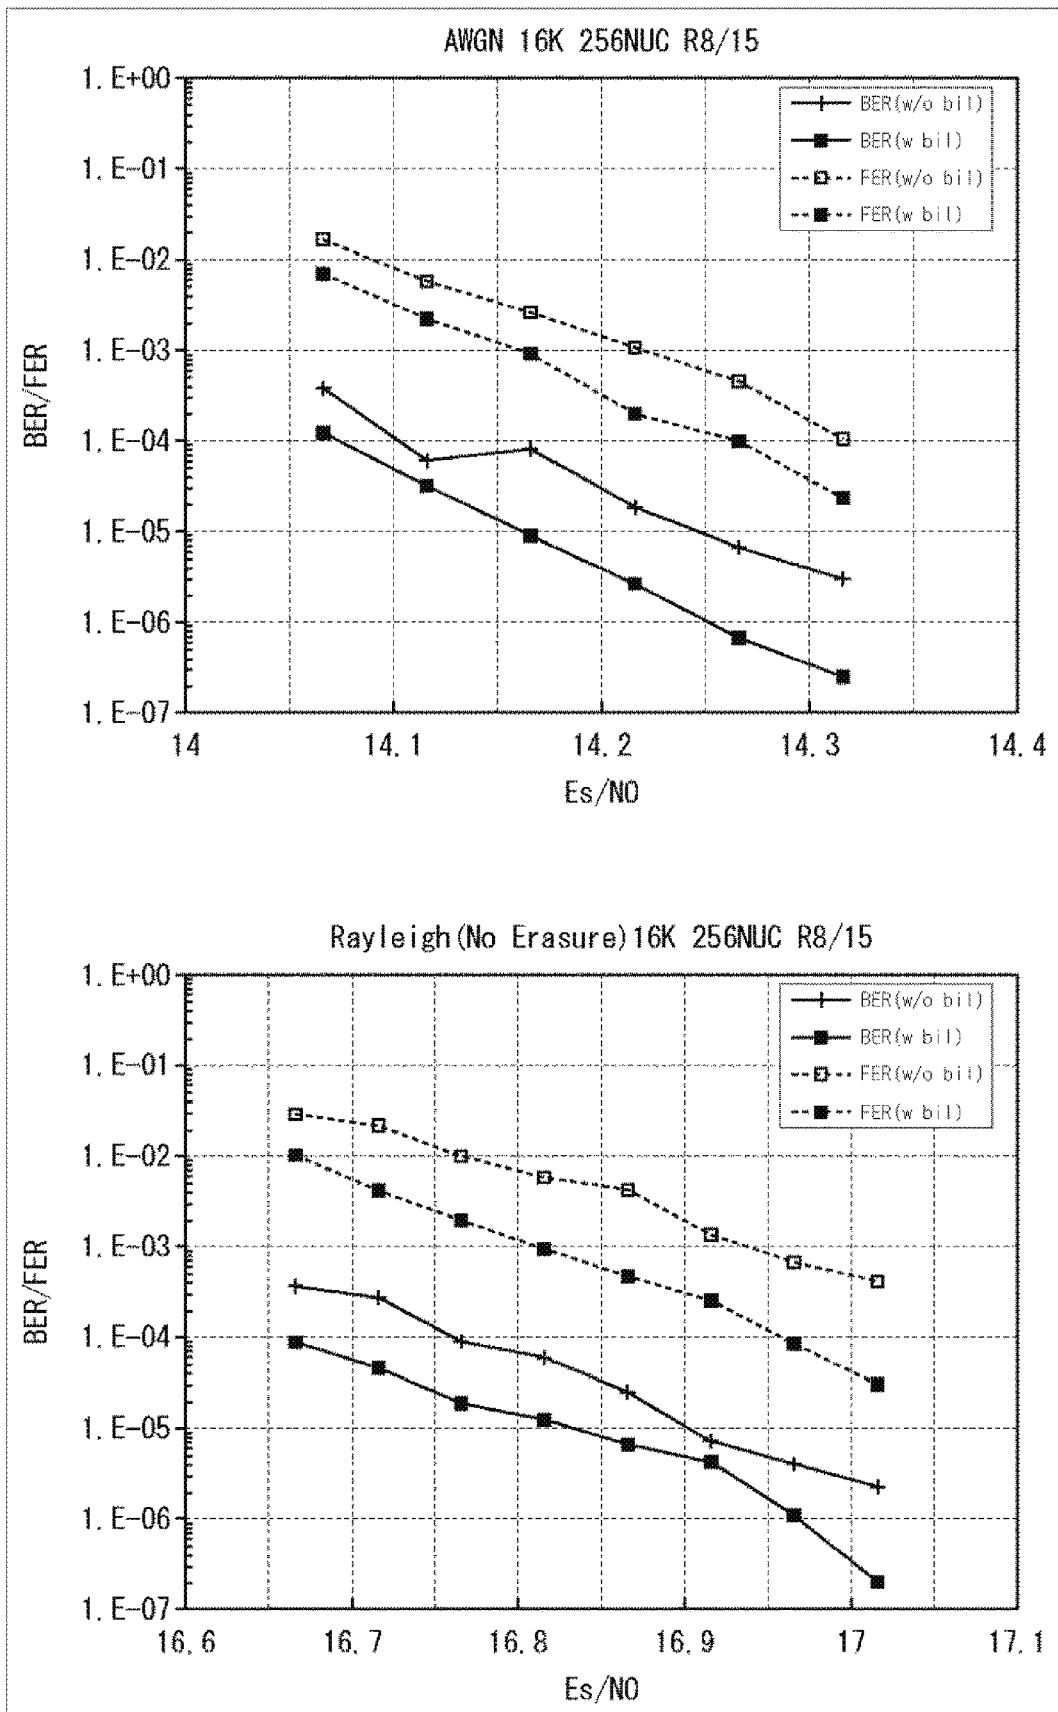 AWGN 16K 256NUC R8/15
BER/FER
1.E+00
1.E-01
1.E-02
1.E-03
1.E-04
1.E-05
1.E-06
1.E-07
BER(w/o bil)
BER(w bil)
FER(w/o bil)
FER(w bil)
14 14.1 14.2 14.3 14.4
Es/N0
Rayleigh(No Erasure)16K 256NUC R8/15
BER/FER
1.E+00
1.E-01
1.E-02
1.E-03
1.E-04
1.E-05
1.E-06
1.E-07
BER(w/o bil)
BER(w bil)
FER(w/o bil)
FER(w bil)
16.6 16.7 16.8 16.9 17 17.1
Es/N0